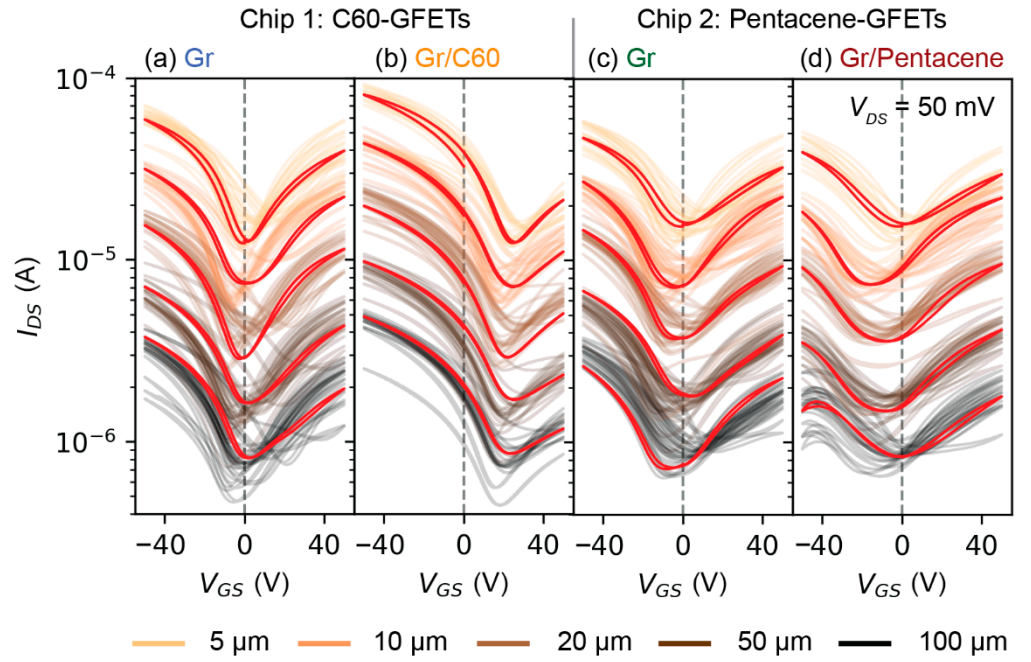 Chip 1: C60-GFETs Chip 2: Pentacene-GFETs
(a) Gr (b) Gr/C60 (c) Gr (d) Gr/Pentacene
10⁻⁴
V_DS = 50 mV
10⁻⁵
I_DS (A)
10⁻⁶
−40 0 40 −40 0 40 −40 0 40 −40 0 40
V_GS (V) V_GS (V) V_GS (V) V_GS (V)
5 μm 10 μm 20 μm 50 μm 100 μm